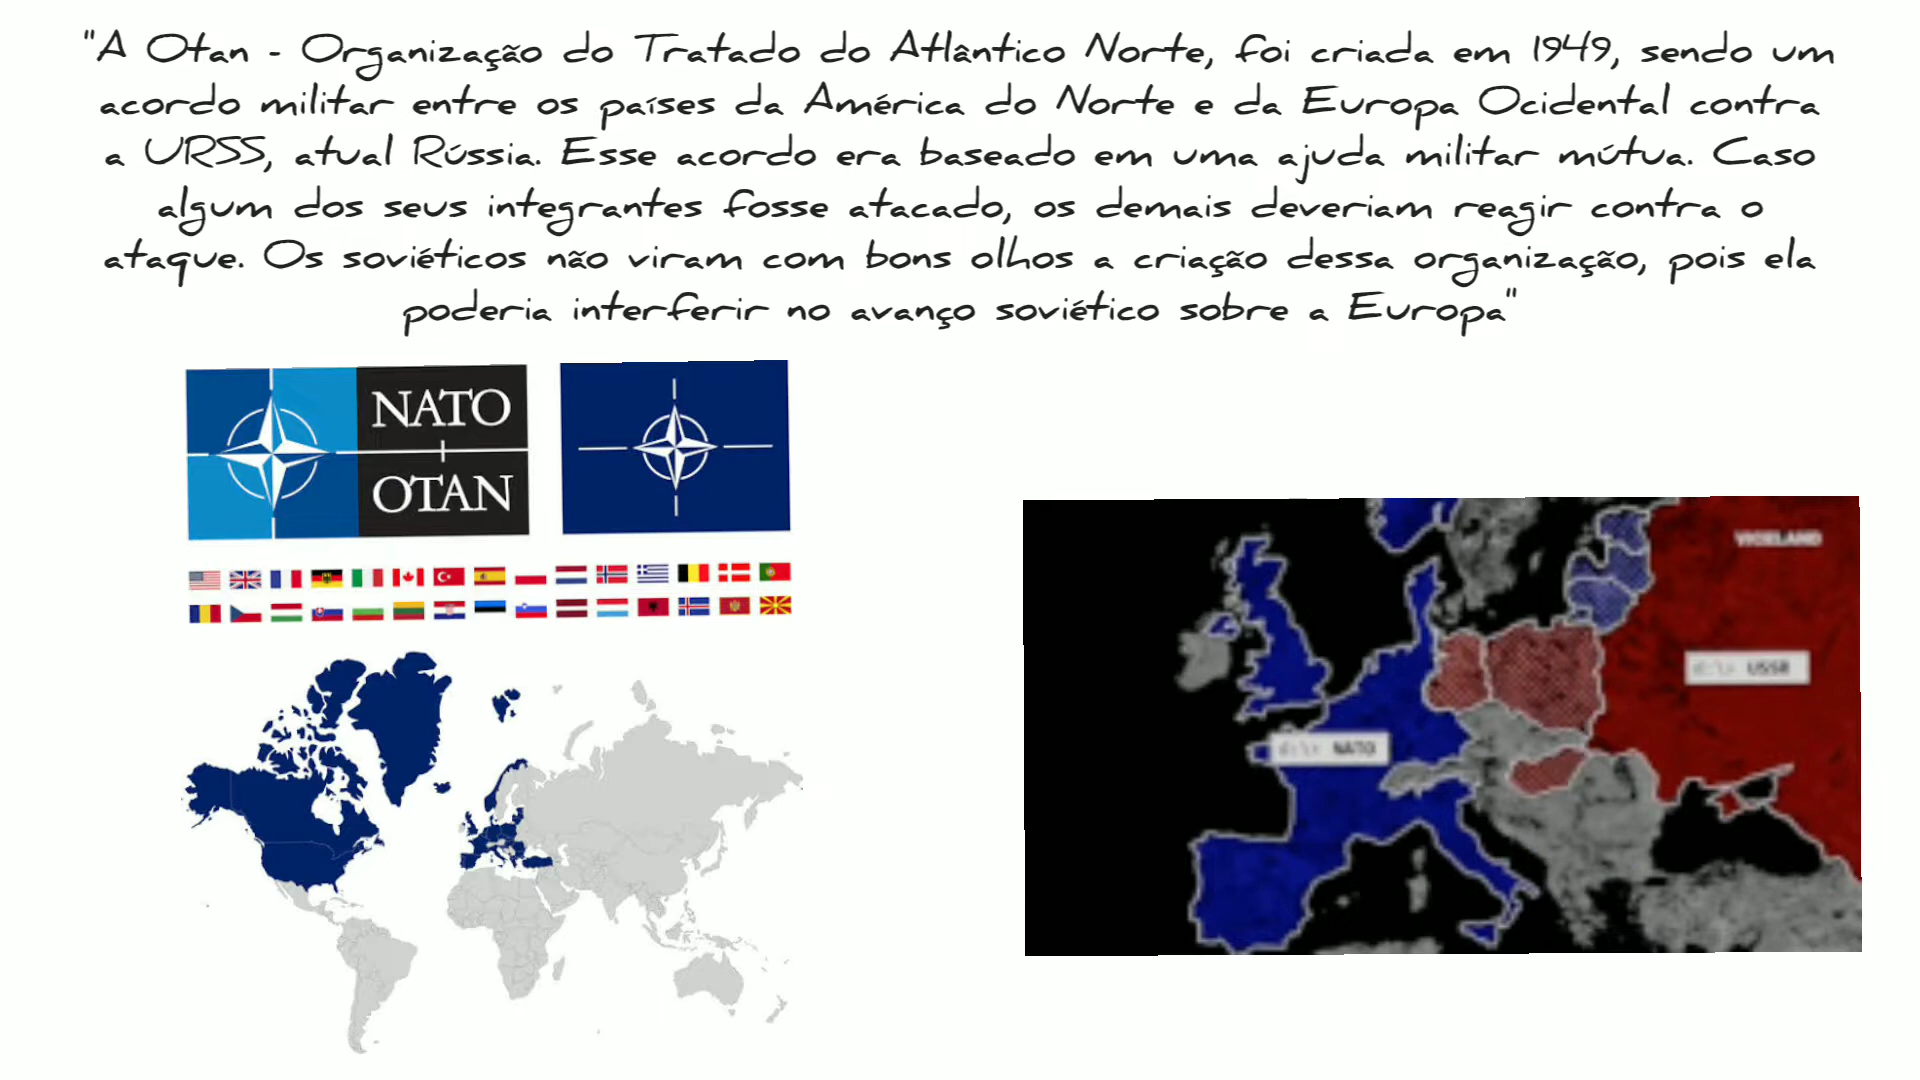 "A Otan - Organização do Tratado do Atlântico Norte, foi criada em 1949, sendo um
acordo militar entre os países da América do Norte e da Europa Ocidental contra
a URSS, atual Rússia. Esse acordo era baseado em uma ajuda militar mútua. Caso
algum dos seus integrantes fosse atacado, os demais deveriam reagir contra o
ataque. Os soviéticos não viram com bons olhos a criação dessa organização, pois ela
poderia interferir no avanço soviético sobre a Europa"
NATO
OTAN
VICELAND
USSR
NATO